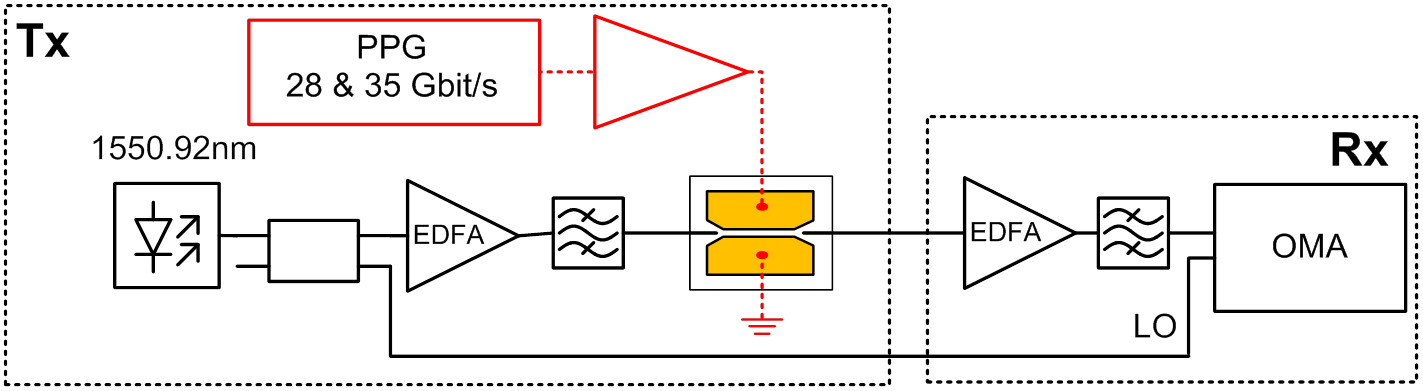 Tx
PPG
28 & 35 Gbit/s
1550.92nm
EDFA
Rx
EDFA
OMA
LO